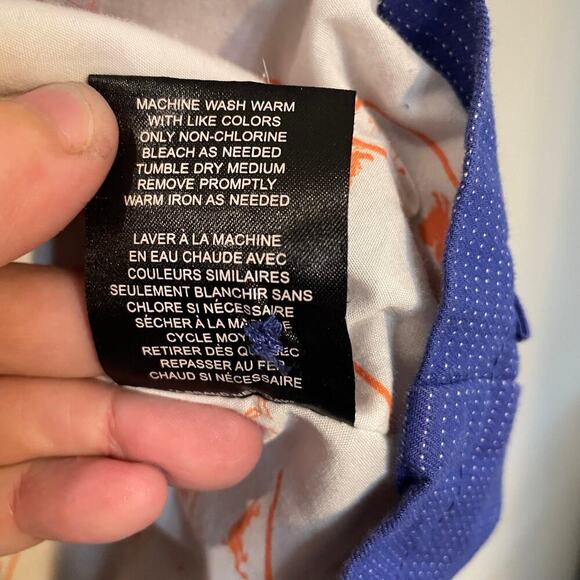 MACHINE WASH WARM
WITH LIKE COLORS
ONLY NON-CHLORINE
BLEACH AS NEEDED
TUMBLE DRY MEDIUM
REMOVE PROMPTLY
WARM IRON AS NEEDED
LAVER À LA MACHINE
EN EAU CHAUDE AVEC
COULEURS SIMILAIRES
SEULEMENT BLANCHIR SANS
CHLORE SI NÉCESSAIRE
SÉCHER À LA
CYCLE
RETIRER DÈS
REPASSER AU
CHAUD SI NÉCESSAIRE